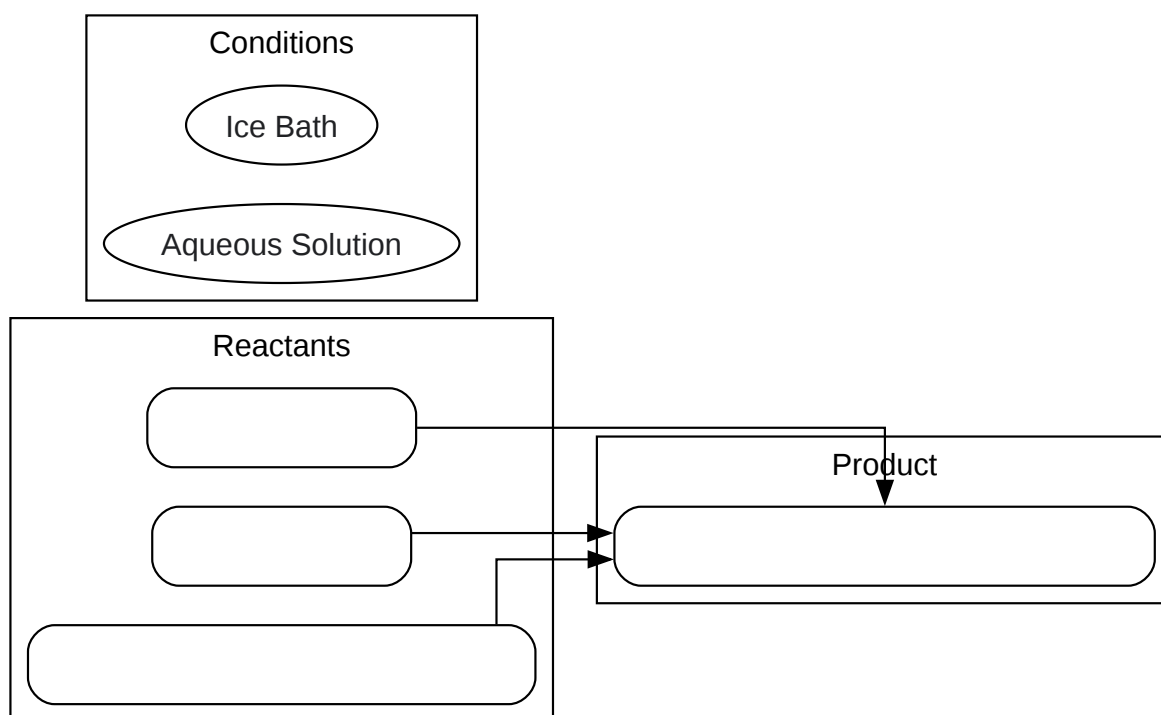 Conditions
Ice Bath
Aqueous Solution
Reactants
Product